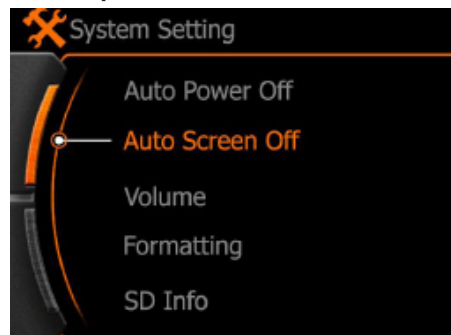 System Setting
Auto Power Off
Auto Screen Off
Volume
Formatting
SD Info